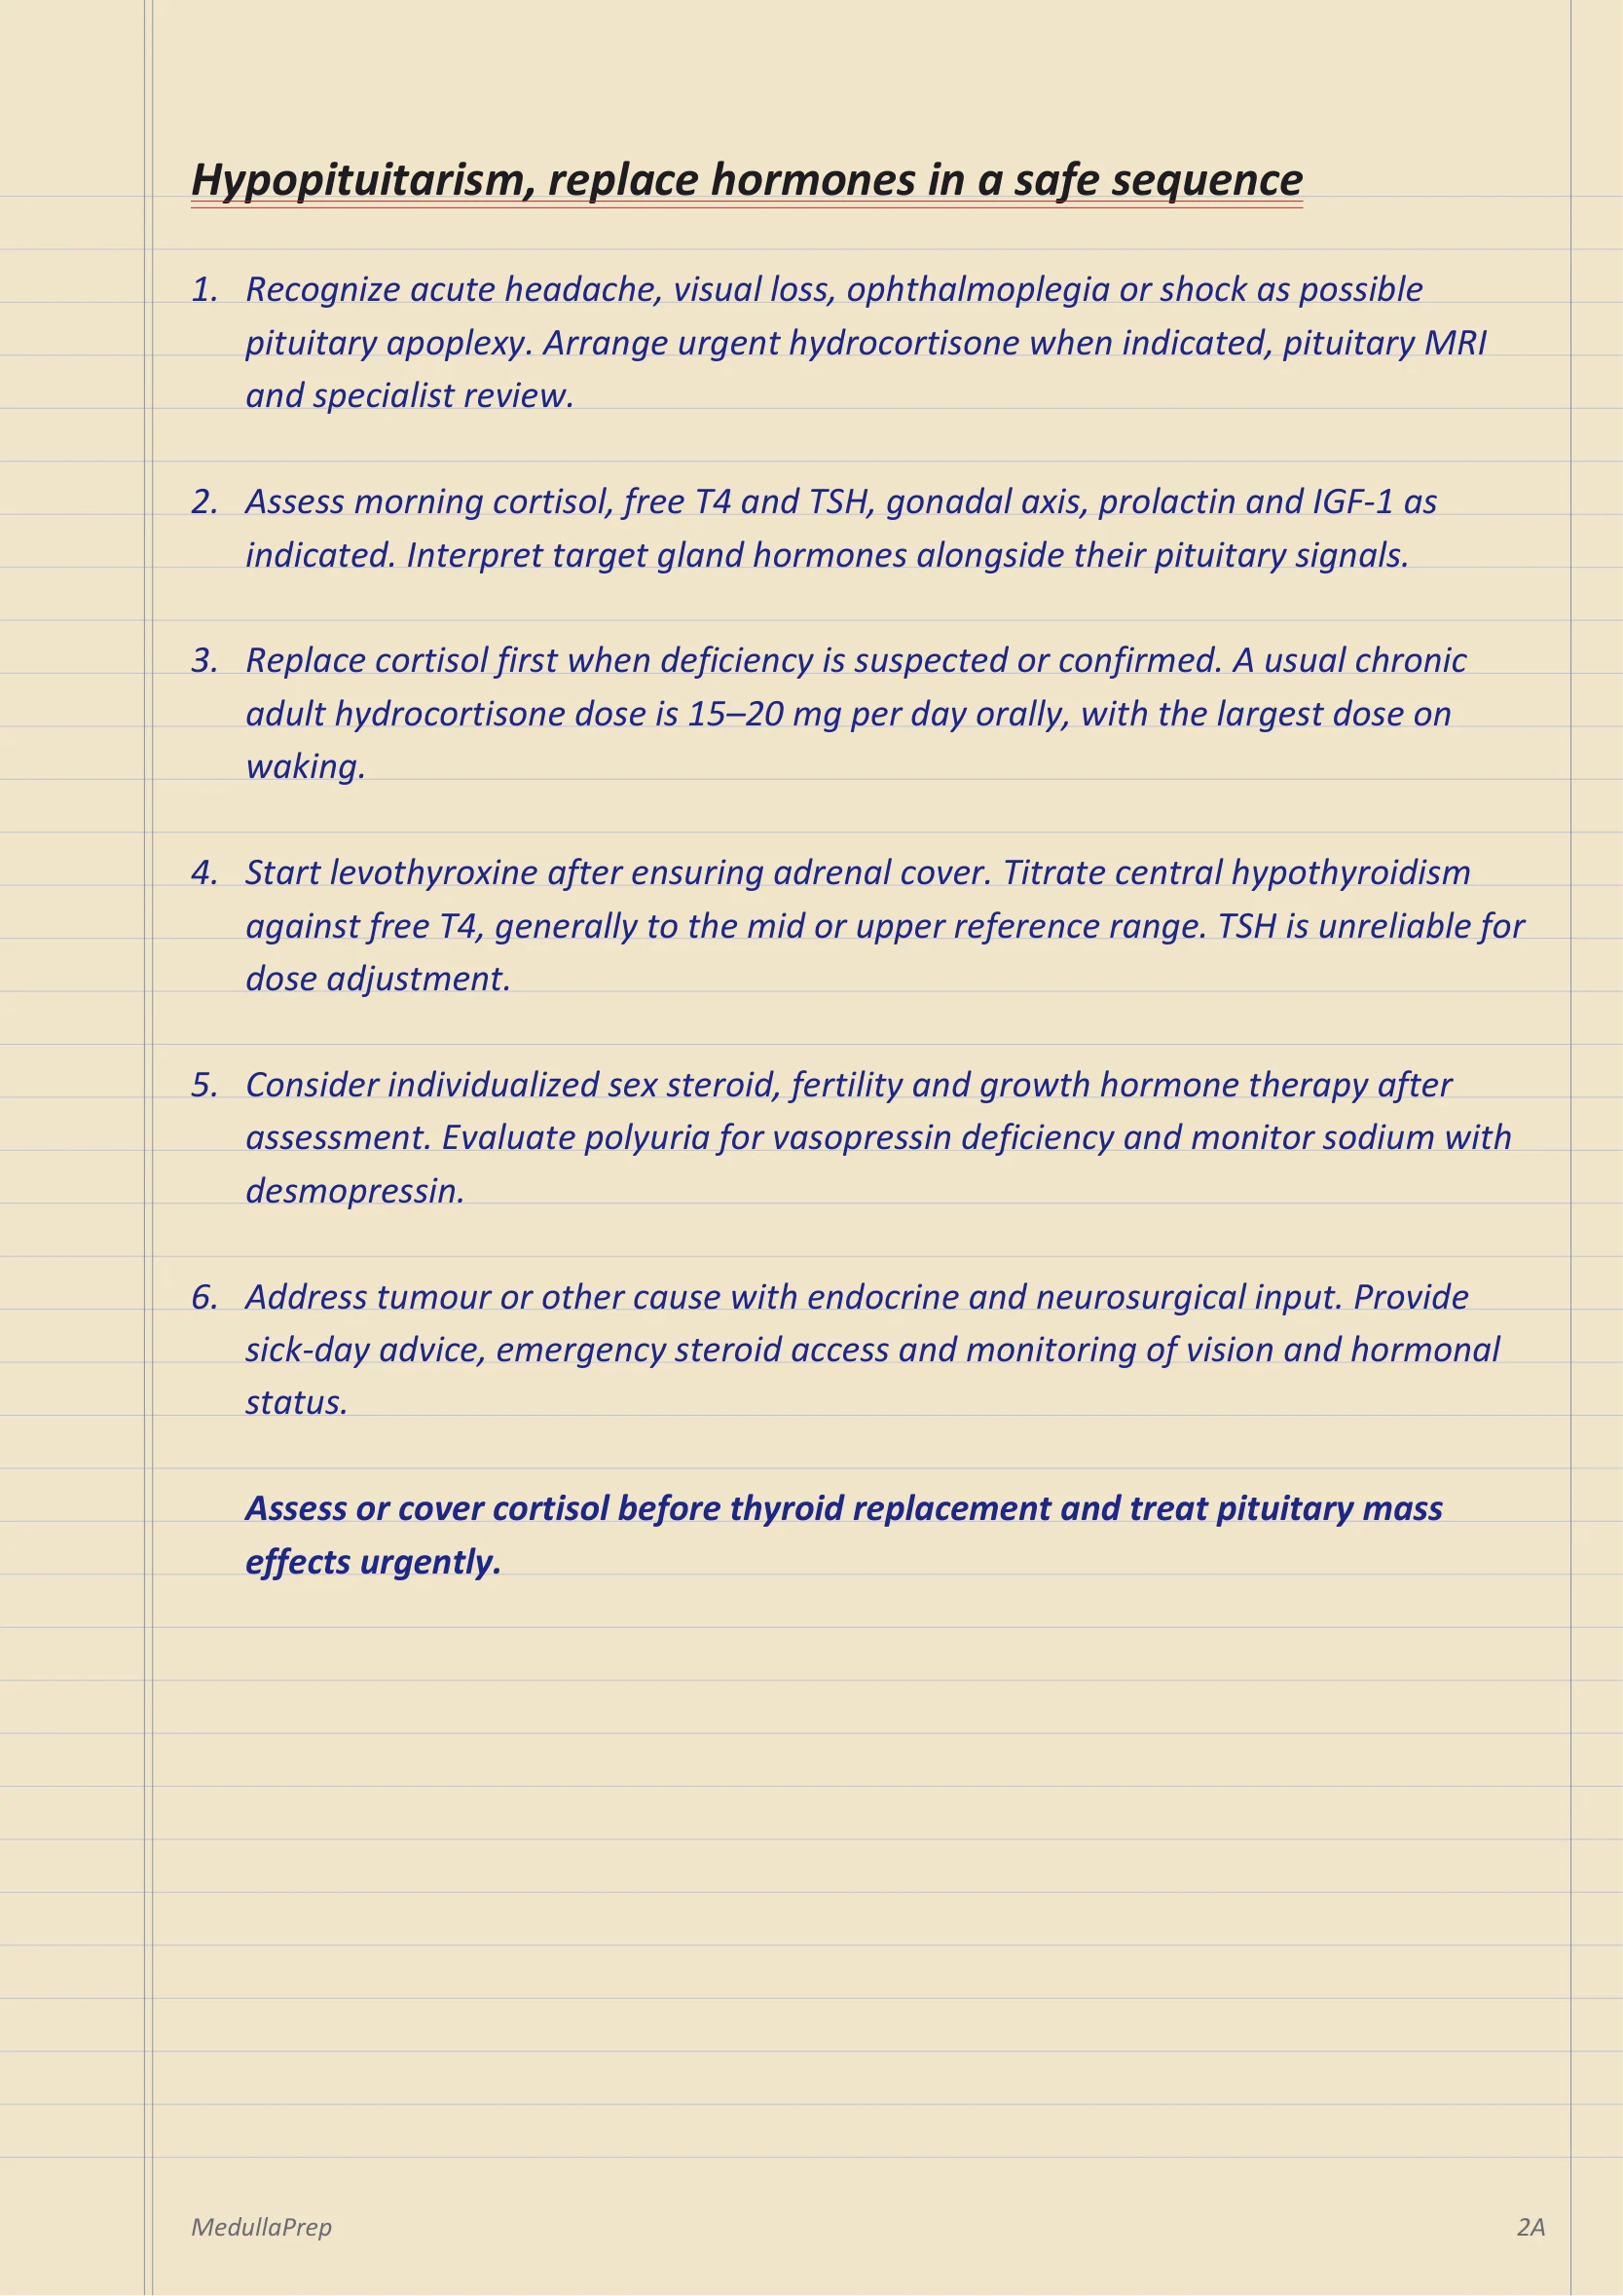 Hypopituitarism, replace hormones in a safe sequence
1. Recognize acute headache, visual loss, ophthalmoplegia or shock as possible
pituitary apoplexy. Arrange urgent hydrocortisone when indicated, pituitary MRI
and specialist review.
2. Assess morning cortisol, free T4 and TSH, gonadal axis, prolactin and IGF-1 as
indicated. Interpret target gland hormones alongside their pituitary signals.
3. Replace cortisol first when deficiency is suspected or confirmed. A usual chronic
adult hydrocortisone dose is 15–20 mg per day orally, with the largest dose on
waking.
4. Start levothyroxine after ensuring adrenal cover. Titrate central hypothyroidism
against free T4, generally to the mid or upper reference range. TSH is unreliable for
dose adjustment.
5. Consider individualized sex steroid, fertility and growth hormone therapy after
assessment. Evaluate polyuria for vasopressin deficiency and monitor sodium with
desmopressin.
6. Address tumour or other cause with endocrine and neurosurgical input. Provide
sick-day advice, emergency steroid access and monitoring of vision and hormonal
status.
Assess or cover cortisol before thyroid replacement and treat pituitary mass
effects urgently.
MedullaPrep
2A